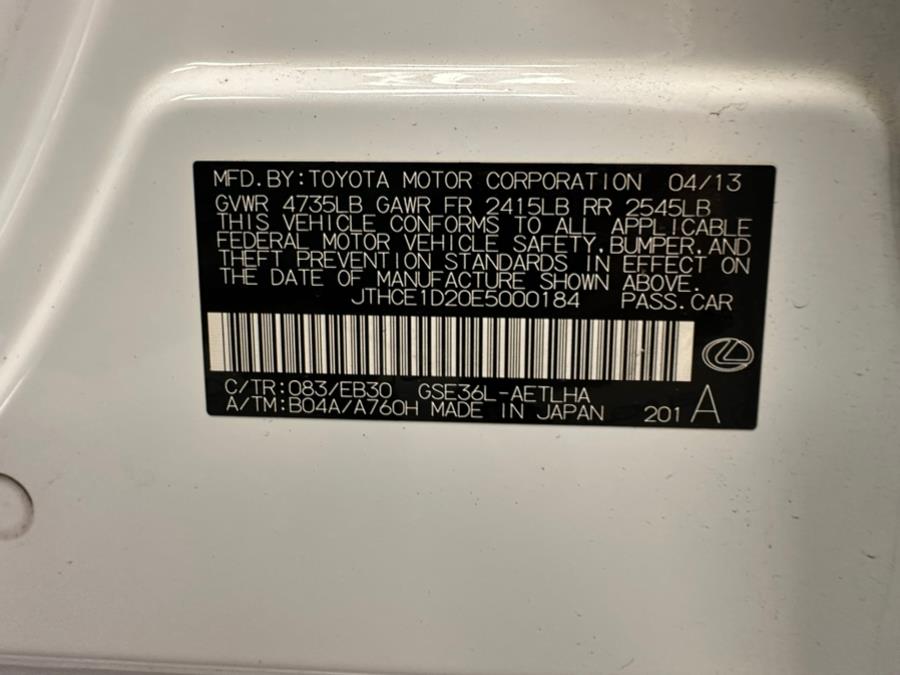 MFD.BY:TOYOTA MOTOR CORPORATION 04/13
GVWR 4735LB GAWR FR 2415LB RR 2545LB
THIS VEHICLE CONFORMS TO ALL APPLICABLE
FEDERAL MOTOR VEHICLE SAFETY,BUMPER,AND
THEFT PREVENTION STANDARDS IN EFFECT ON
THE DATE OF MANUFACTURE SHOWN ABOVE.
JTHCE1D20E5000184 PASS.CAR
C/TR:083/EB30 GSE36L-AETLHA
A/TM:B04A/A760H MADE IN JAPAN 201 A